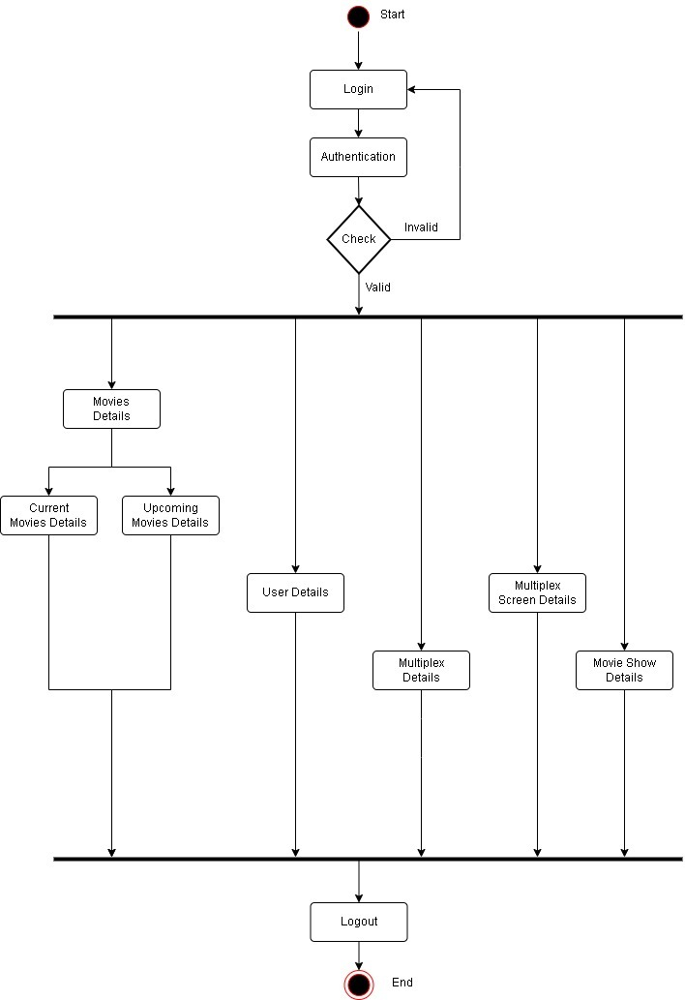 Start
Login
Authentication
Invalid
Check
Valid
Movies
Details
Current
Movies Details
Upcoming
Movies Details
User Details
Multiplex
Screen Details
Multiplex
Details
Movie Show
Details
Logout
End